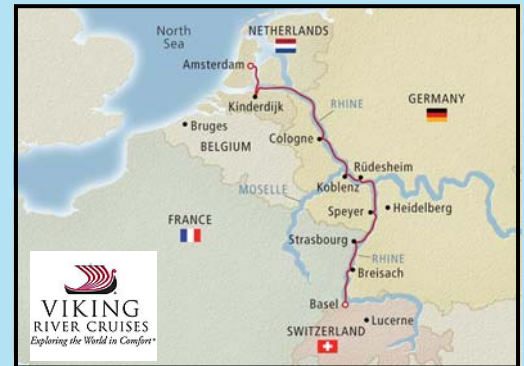 North
Sea
NETHERLANDS
Amsterdam
Kinderdijk
RHINE
GERMANY
Bruges
Cologne
BELGIUM
Rüdesheim
Koblenz
MOSELLE
Speyer
Heidelberg
FRANCE
Strasbourg
RHINE
Breisach
Basel
Lucerne
SWITZERLAND
VIKING
RIVER CRUISES
Exploring the World in Comfort®